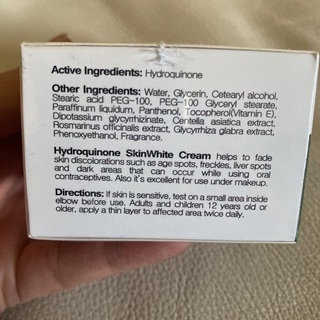 Active Ingredients: Hydroquinone
Other Ingredients: Water, Glycerin, Cetearyl alcohol,
Stearic acid PEG-100, PEG-100 Glyceryl stearate,
Paraffinum liquidum, Panthenol, Tocopherol(Vitamin E),
Dipotassium glycyrrhizinate, Centella asiatica extract,
Rosmarinus officinalis extract, Glycyrhiza glabra extract,
Phenoxyethanol, Fragrance.
Hydroquinone SkinWhite Cream helps to fade
skin discolorations such as age spots, freckles, liver spots
and dark areas that can occur while using oral
contraceptives. Also it's excellent for use under makeup.
Directions: If skin is sensitive, test on a small area inside
elbow before use. Adults and children 12 years old or
older, apply a thin layer to affected area twice daily.